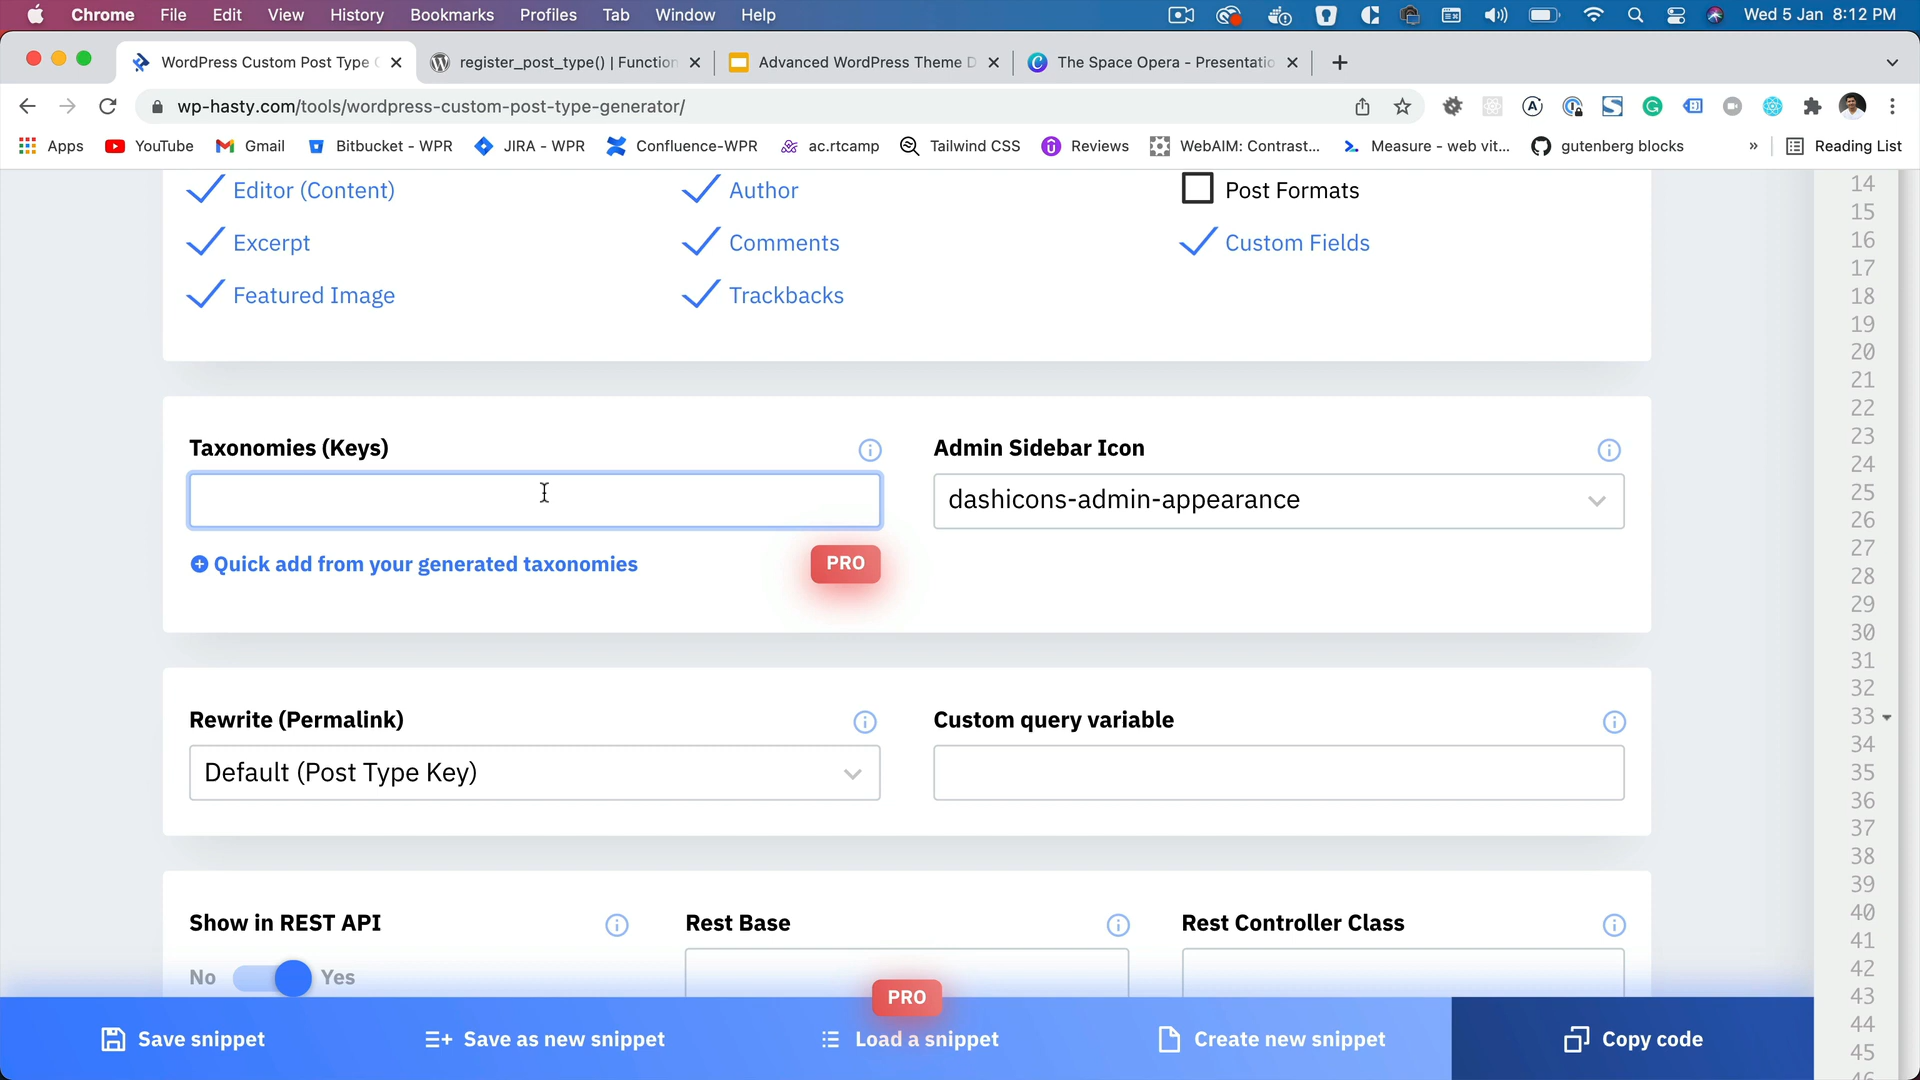 Chrome File Edit View History Bookmarks Profiles Tab Window Help Wed 5 Jan 8:12 PM
WordPress Custom Post Type register_post_type() | Function Advanced WordPress Theme D The Space Opera - Presentatio
wp-hasty.com/tools/wordpress-custom-post-type-generator/
Apps YouTube Gmail Bitbucket - WPR JIRA - WPR Confluence-WPR ac.rtcamp Tailwind CSS Reviews WebAIM: Contrast... Measure - web vit... gutenberg blocks » Reading List
Editor (Content) Author Post Formats
Excerpt Comments Custom Fields
Featured Image Trackbacks
Taxonomies (Keys) Admin Sidebar Icon
dashicons-admin-appearance
Quick add from your generated taxonomies PRO
Rewrite (Permalink) Custom query variable
Default (Post Type Key)
Show in REST API Rest Base Rest Controller Class
No Yes
PRO
Save snippet Save as new snippet Load a snippet Create new snippet Copy code
14
15
16
17
18
19
20
21
22
23
24
25
26
27
28
29
30
31
32
33
34
35
36
37
38
39
40
41
42
43
44
45